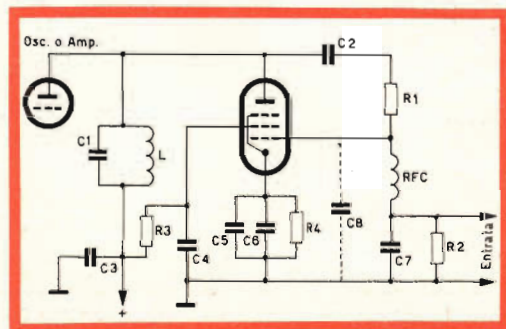 Osc. o Amp.
C2
R1
C1
L
RFC
R3
C5
C6
R4
C8
C3
C4
C7
R2
Entrata
+
-